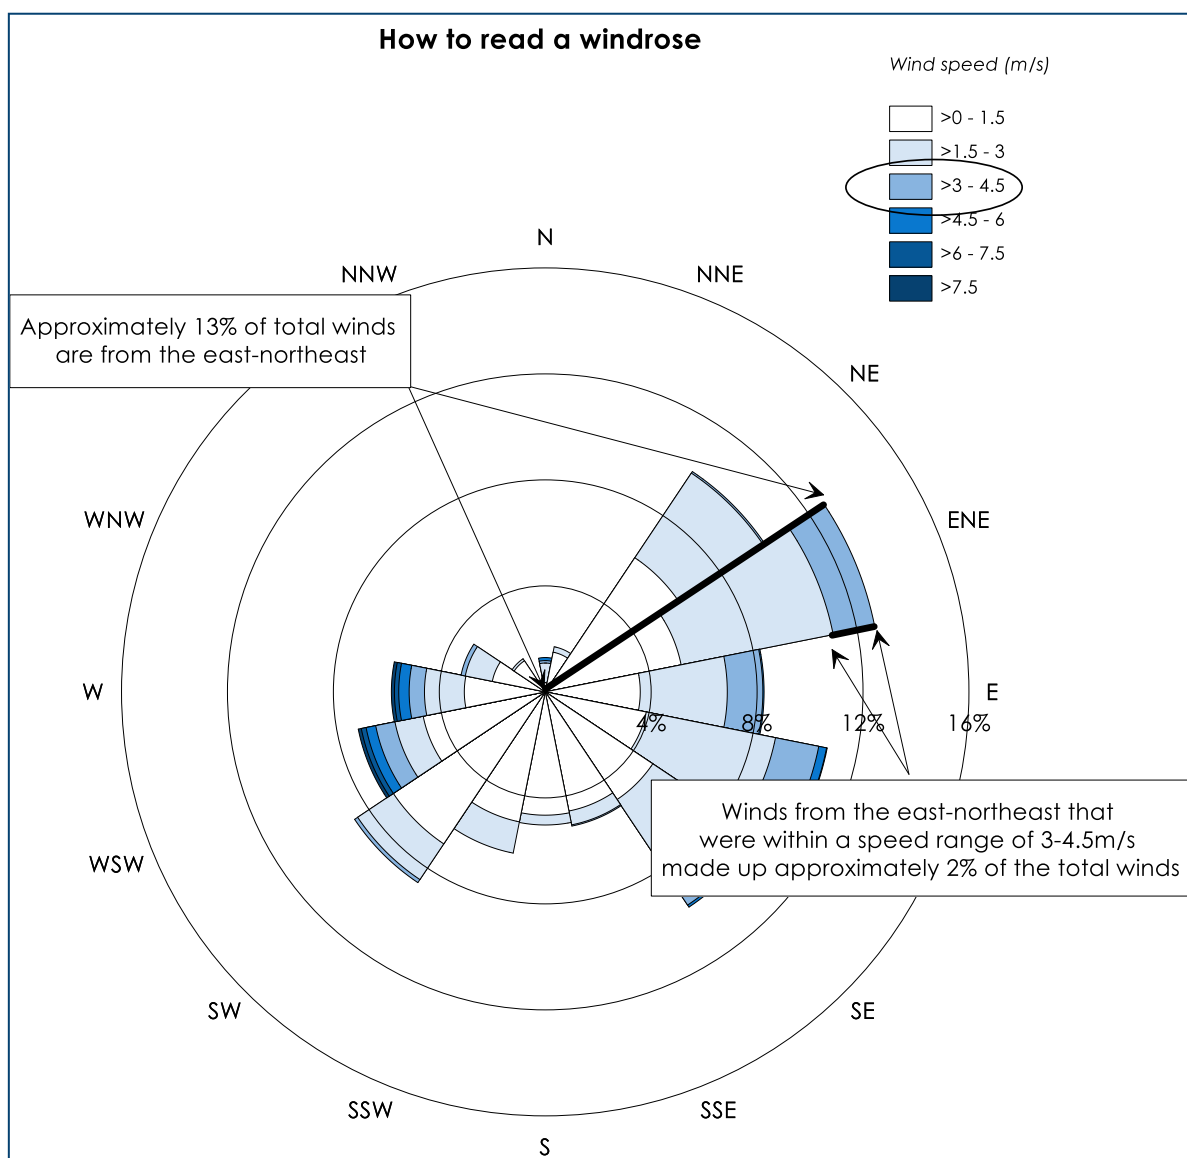 How to read a windrose
Wind speed (m/s)
>0 - 1.5
>1.5 - 3
>3 - 4.5
>4.5 - 6
>6 - 7.5
>7.5
N
NNW
NNE
Approximately 13% of total winds
are from the east-northeast
NE
WNW
ENE
W
E
4%
8%
12%
16%
Winds from the east-northeast that
were within a speed range of 3-4.5m/s
made up approximately 2% of the total winds
WSW
SW
SE
SSW
SSE
S